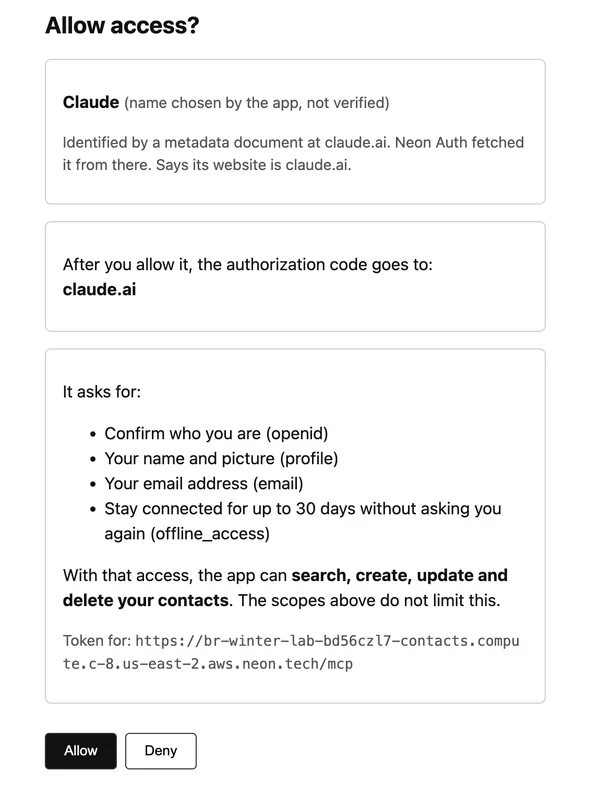 Allow access?
Claude (name chosen by the app, not verified)
Identified by a metadata document at claude.ai. Neon Auth fetched
it from there. Says its website is claude.ai.
After you allow it, the authorization code goes to:
claude.ai
It asks for:
• Confirm who you are (openid)
• Your name and picture (profile)
• Your email address (email)
• Stay connected for up to 30 days without asking you
again (offline_access)
With that access, the app can search, create, update and
delete your contacts. The scopes above do not limit this.
Token for: https://br-winter-lab-bd56czl7-contacts.compu
te.c-8.us-east-2.aws.neon.tech/mcp
Allow
Deny